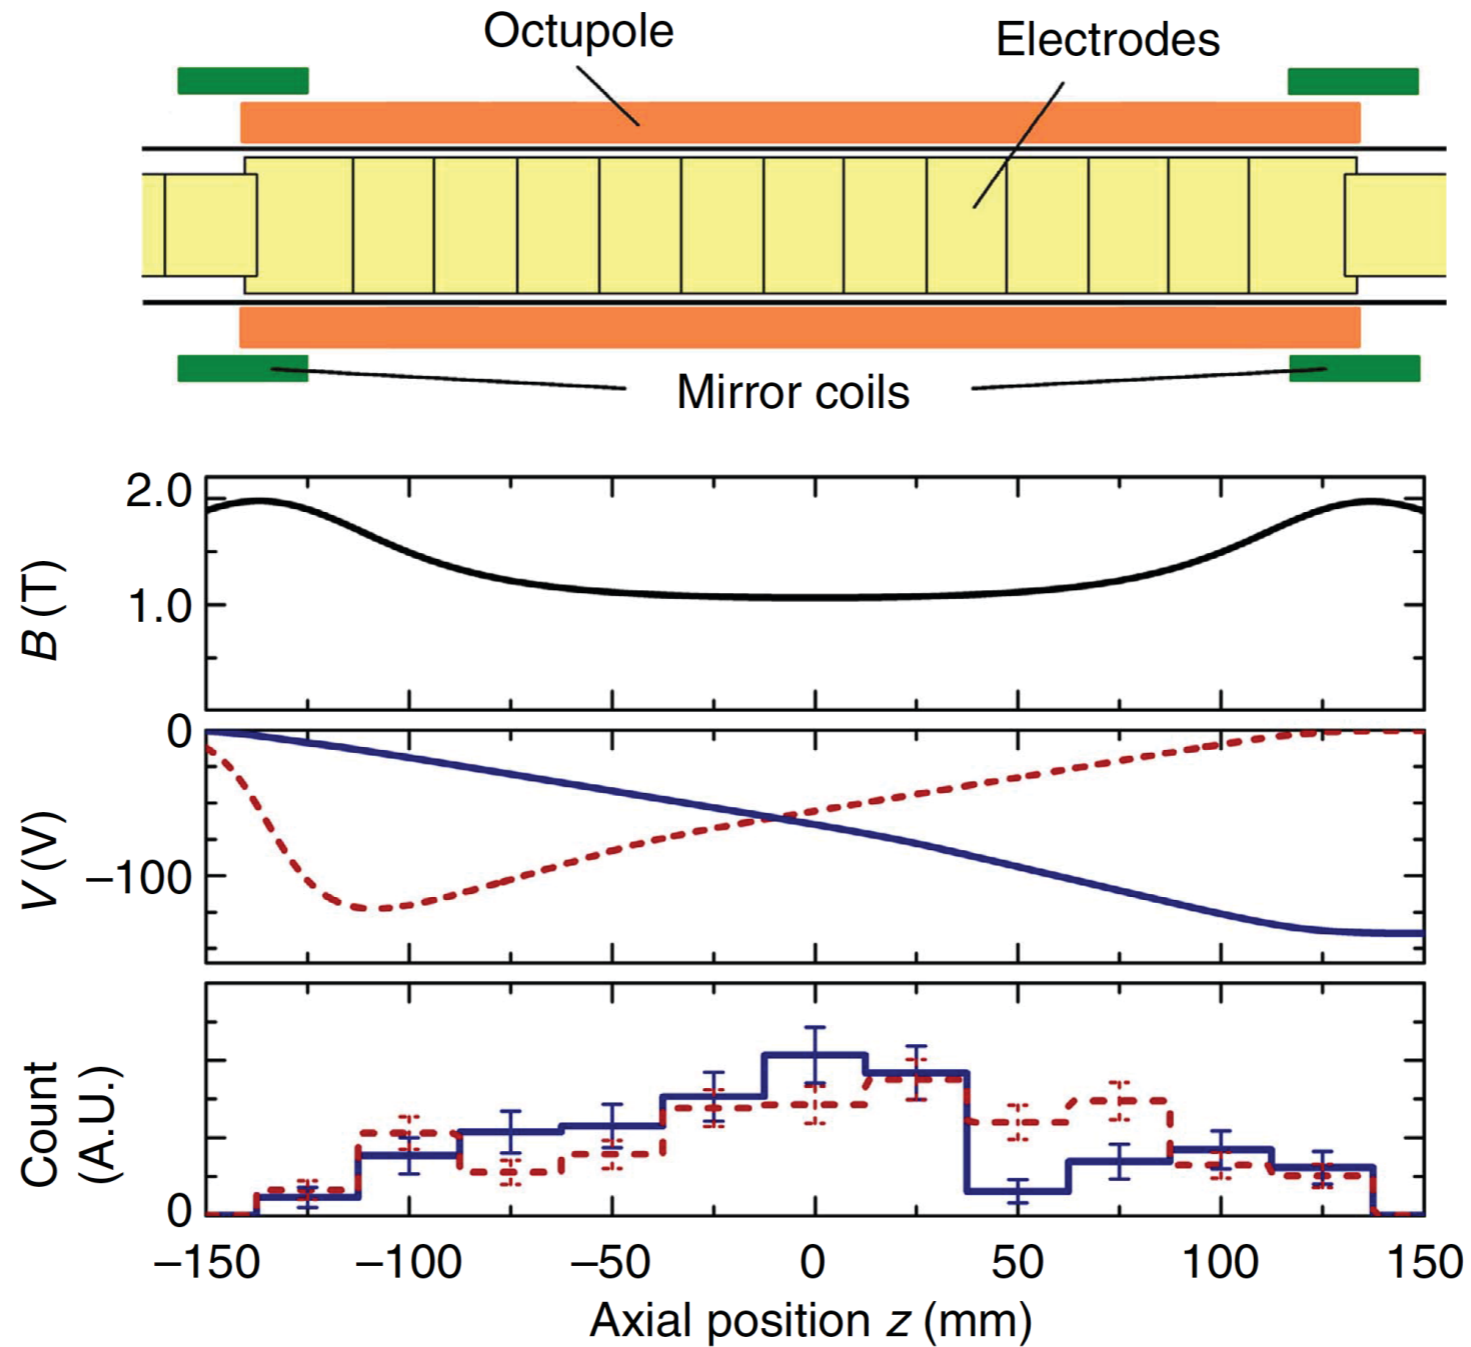 Octupole
Electrodes
Mirror coils
2.0
1.0
B (T)
0
−100
V (V)
Count
(A.U.)
0
−150 −100 −50 0 50 100 150
Axial position z (mm)